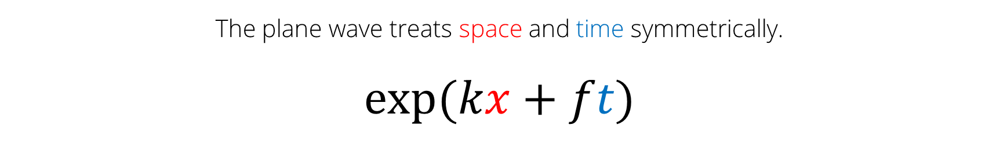 The plane wave treats space and time symmetrically.
exp(kx + ft)